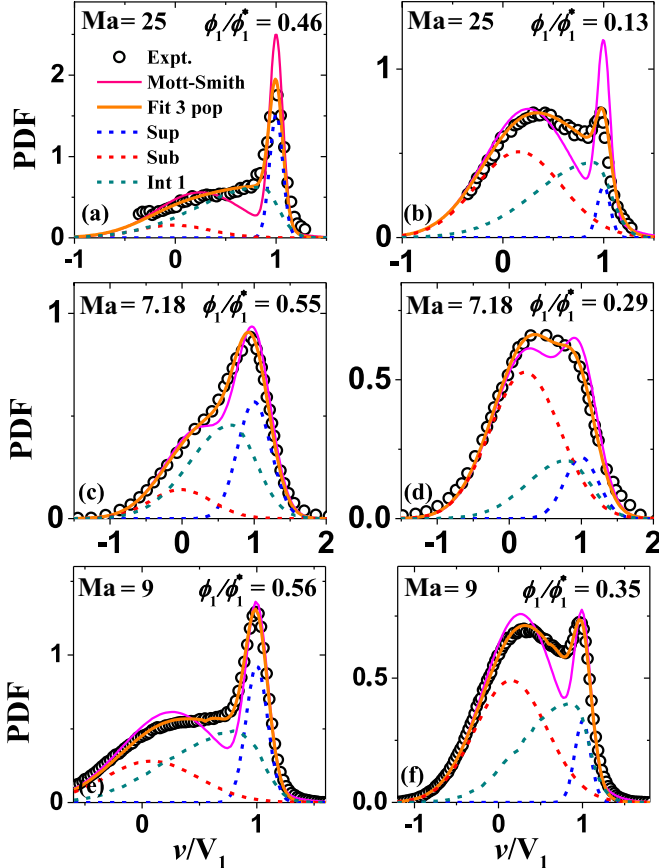 Ma= 25 ϕ₁/ϕ₁* = 0.46
Expt.
Mott-Smith
Fit 3 pop
Sup
Sub
Int 1
(a)
PDF
2
1
0
-1 0 1
Ma= 25 ϕ₁/ϕ₁* = 0.13
(b)
1
0
-1 0 1
Ma = 7.18 ϕ₁/ϕ₁* = 0.55
(c)
PDF
1
0
-1 0 1 2
Ma = 7.18 ϕ₁/ϕ₁* = 0.29
(d)
0.5
0.0
-1 0 1 2
Ma = 9 ϕ₁/ϕ₁* = 0.56
(e)
PDF
1
0
0 1
v/V₁
Ma = 9 ϕ₁/ϕ₁* = 0.35
(f)
0.5
0.0
-1 0 1
v/V₁